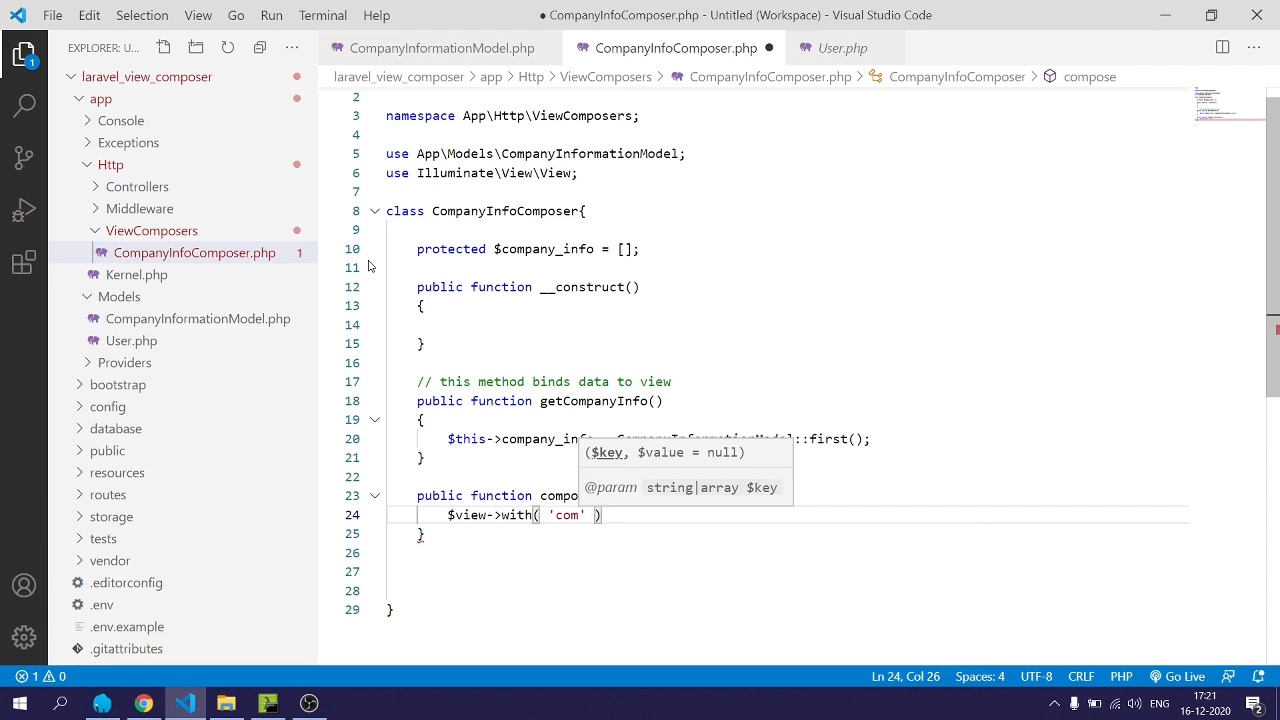 File Edit View Go Run Terminal Help
CompanyInfoComposer.php - Untitled (Workspace) - Visual Studio Code
EXPLORER: U...
CompanyInformationModel.php
CompanyInfoComposer.php
User.php
laravel_view_composer > app > Http > ViewComposers > CompanyInfoComposer.php > CompanyInfoComposer > compose
1
laravel_view_composer
app
Console
Exceptions
Http
Controllers
Middleware
ViewComposers
CompanyInfoComposer.php 1
Kernel.php
Models
CompanyInformationModel.php
User.php
Providers
bootstrap
config
database
public
resources
routes
storage
tests
vendor
.editorconfig
.env
.env.example
.gitattributes
2
3 namespace App\Http\ViewComposers;
4
5 use App\Models\CompanyInformationModel;
6 use Illuminate\View\View;
7
8 class CompanyInfoComposer{
9
10 protected $company_info = [];
11
12 public function __construct()
13 {
14
15 }
16
17 // this method binds data to view
18 public function getCompanyInfo()
19 {
20 $this->company_info ::first();
21 }
22
23 public function compo
24 $view->with( 'com' )
25 }
26
27
28
29 }
($key, $value = null)
@param string|array $key
1 0
Ln 24, Col 26 Spaces: 4 UTF-8 CRLF PHP Go Live
ENG
17:21
16-12-2020
2